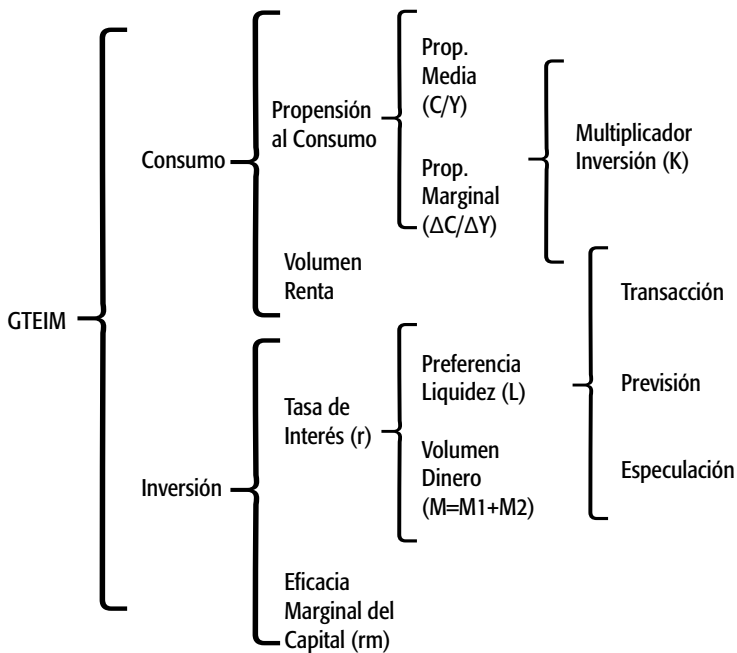 GTEIM
Consumo
Propensión
al Consumo
Prop.
Media
(C/Y)
Prop.
Marginal
(ΔC/ΔY)
Multiplicador
Inversión (K)
Volumen
Renta
Inversión
Tasa de
Interés (r)
Preferencia
Liquidez (L)
Transacción
Previsión
Especulación
Volumen
Dinero
(M=M1+M2)
Eficacia
Marginal del
Capital (rm)